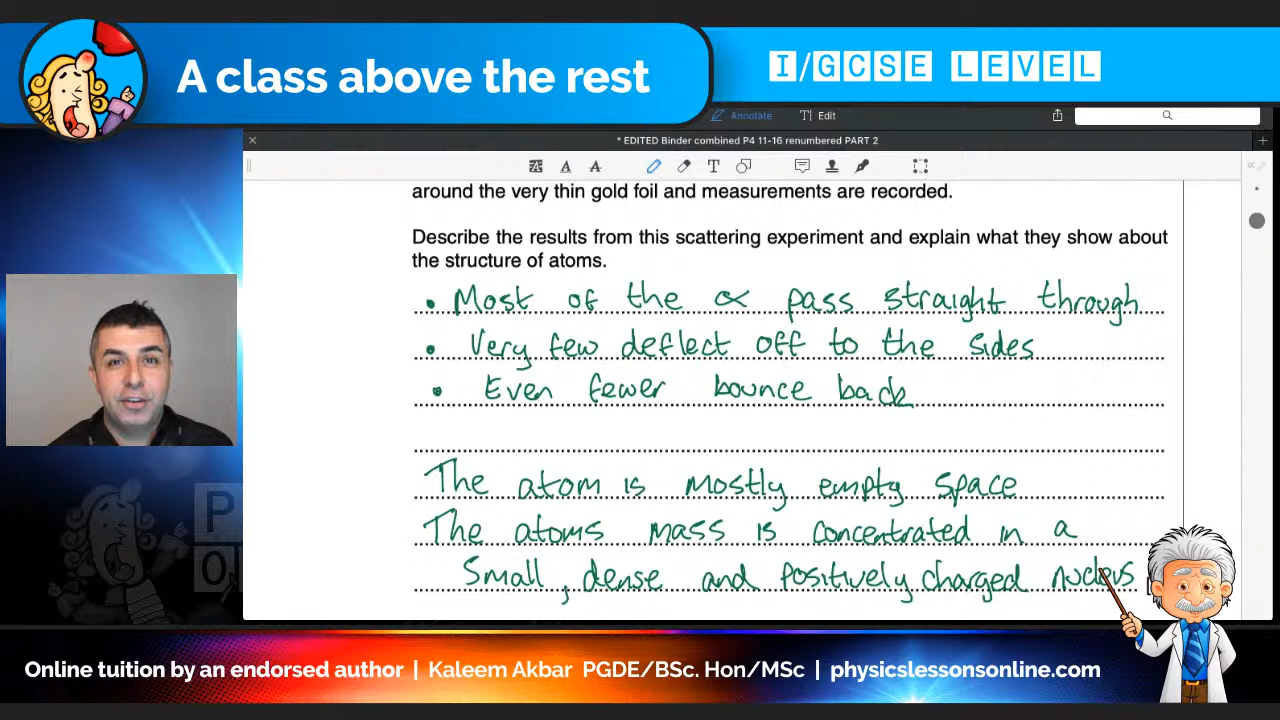 A class above the rest
I/GCSE LEVEL
Annotate
Edit
* EDITED Binder combined P4 11-16 renumbered PART 2
around the very thin gold foil and measurements are recorded.
Describe the results from this scattering experiment and explain what they show about
the structure of atoms.
• Most of the ∝ pass straight through
• Very few deflect off to the sides
• Even fewer bounce back
The atom is mostly empty space
The atoms mass is concentrated in a
small, dense and positively charged nucleus
P
O
Online tuition by an endorsed author | Kaleem Akbar PGDE/BSc. Hon/MSc | physicslessonsonline.com